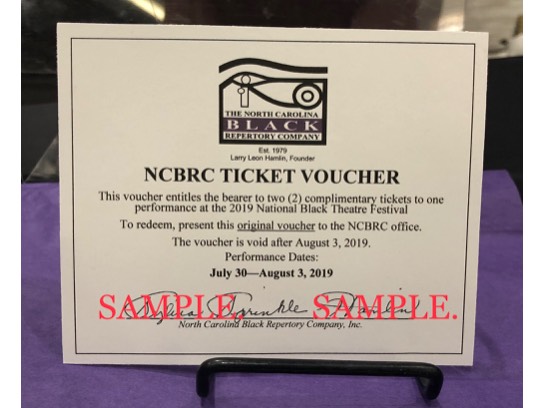 THE NORTH CAROLINA
BLACK
REPERTORY COMPANY
Est. 1979
Larry Leon Hamlin, Founder
NCBRC TICKET VOUCHER
This voucher entitles the bearer to two (2) complimentary tickets to one
performance at the 2019 National Black Theatre Festival
To redeem, present this original voucher to the NCBRC office.
The voucher is void after August 3, 2019.
Performance Dates:
July 30—August 3, 2019
SAMPLE. SAMPLE.
Sprinkle Hamlin
North Carolina Black Repertory Company, Inc.